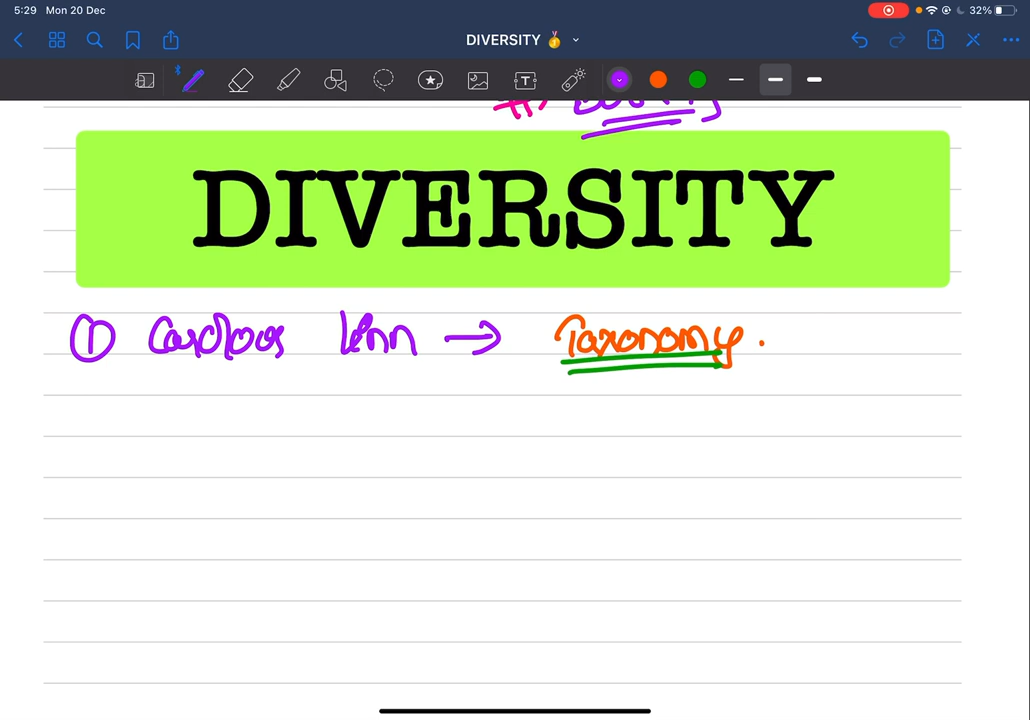 5:29 Mon 20 Dec 32%
DIVERSITY 🏅
T
DIVERSITY
① Carolous linn → Taxonomy.